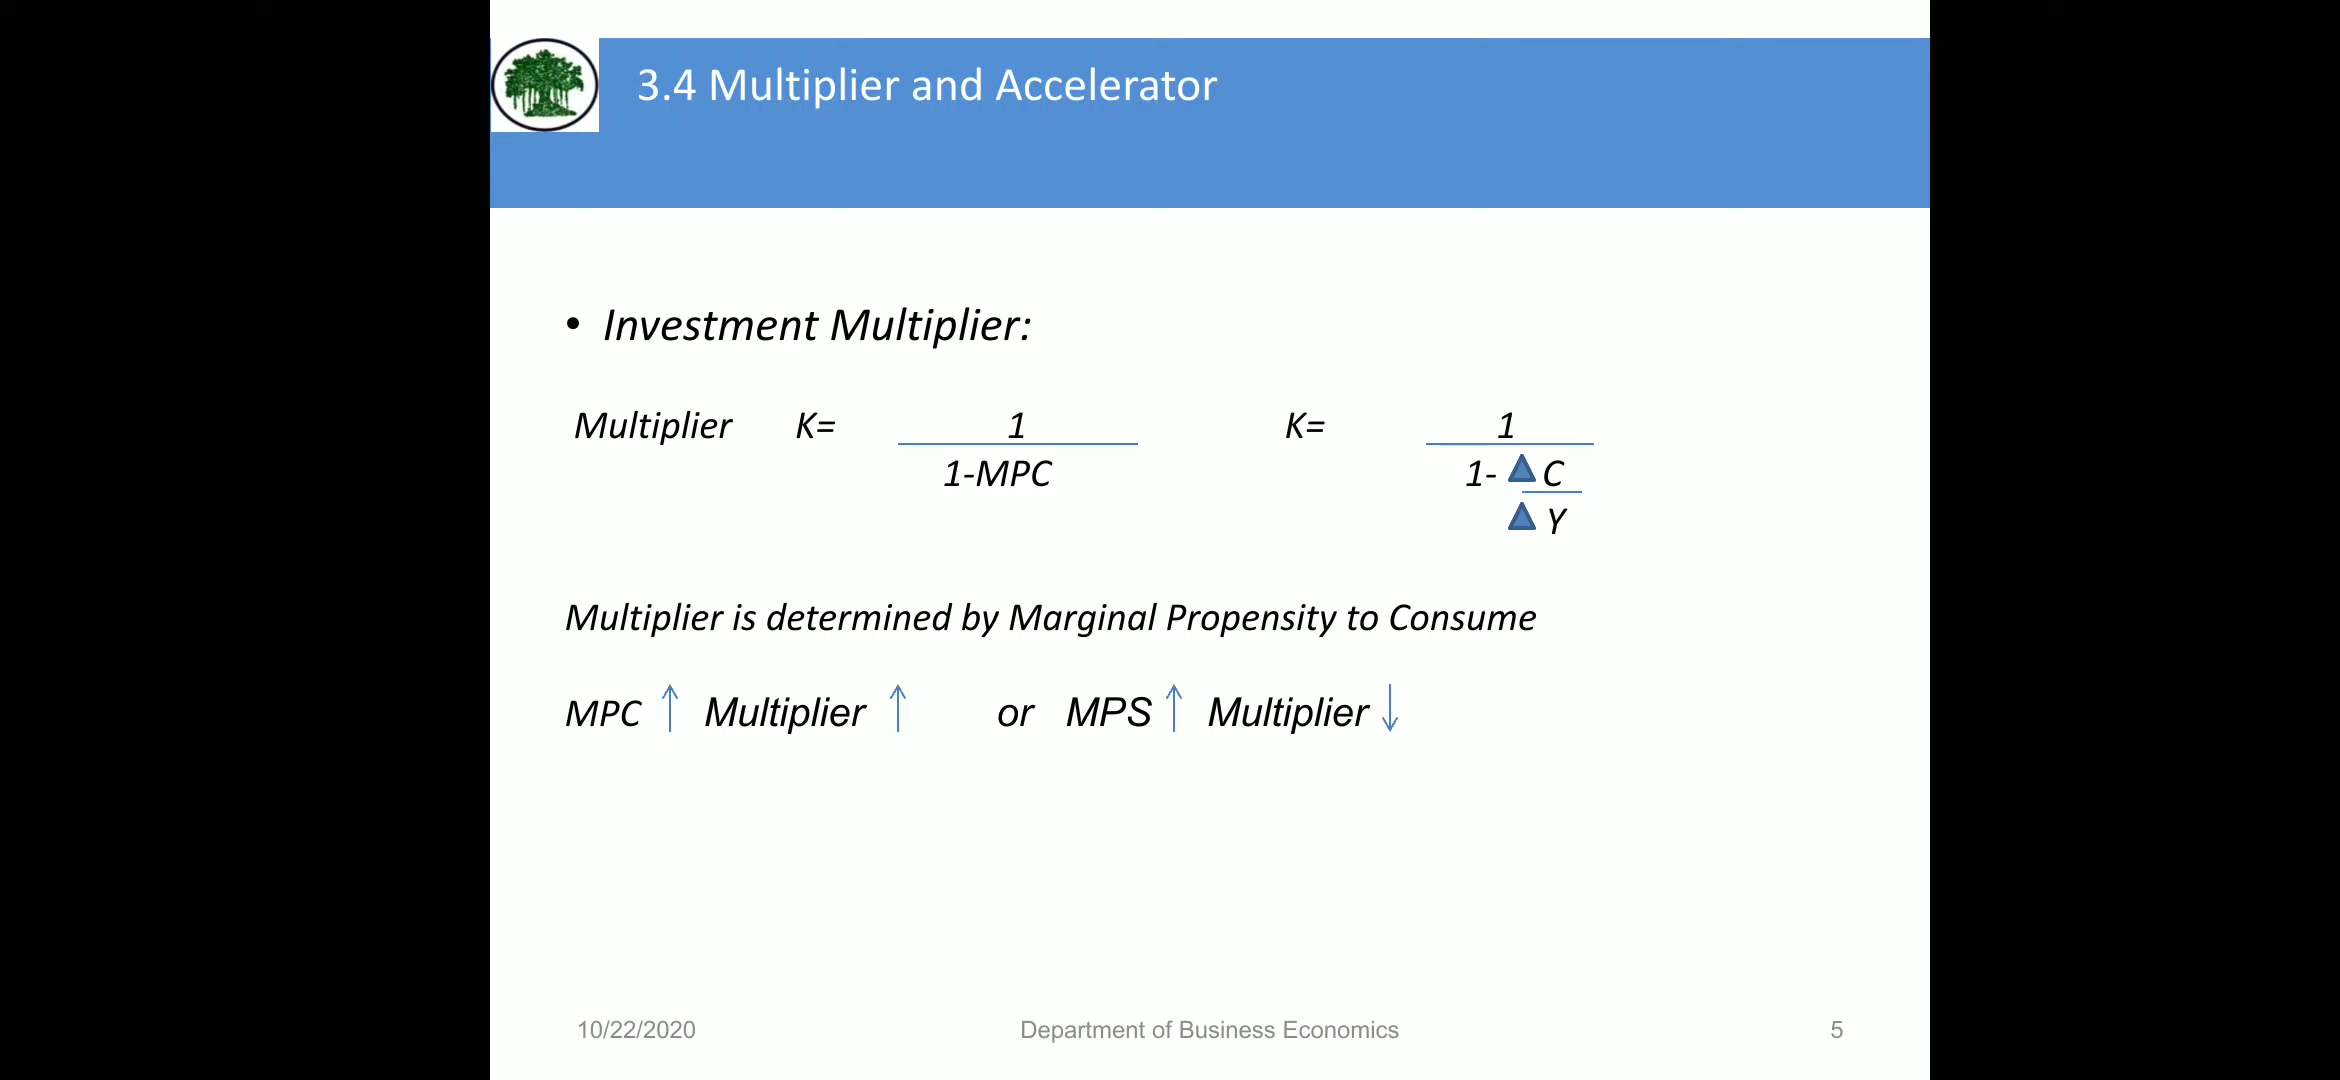 3.4 Multiplier and Accelerator
• Investment Multiplier:
Multiplier K= 1 K= 1
1-MPC 1- ▲ C
▲ Y
Multiplier is determined by Marginal Propensity to Consume
MPC ↑ Multiplier ↑ or MPS ↑ Multiplier ↓
10/22/2020 Department of Business Economics 5